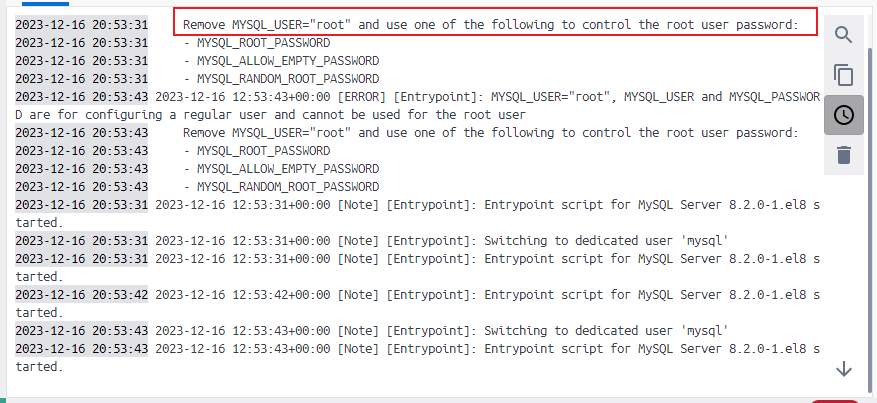 2023-12-16 20:53:31 Remove MYSQL_USER="root" and use one of the following to control the root user password:
2023-12-16 20:53:31 - MYSQL_ROOT_PASSWORD
2023-12-16 20:53:31 - MYSQL_ALLOW_EMPTY_PASSWORD
2023-12-16 20:53:31 - MYSQL_RANDOM_ROOT_PASSWORD
2023-12-16 20:53:43 2023-12-16 12:53:43+00:00 [ERROR] [Entrypoint]: MYSQL_USER="root", MYSQL_USER and MYSQL_PASSWOR
D are for configuring a regular user and cannot be used for the root user
2023-12-16 20:53:43 Remove MYSQL_USER="root" and use one of the following to control the root user password:
2023-12-16 20:53:43 - MYSQL_ROOT_PASSWORD
2023-12-16 20:53:43 - MYSQL_ALLOW_EMPTY_PASSWORD
2023-12-16 20:53:43 - MYSQL_RANDOM_ROOT_PASSWORD
2023-12-16 20:53:31 2023-12-16 12:53:31+00:00 [Note] [Entrypoint]: Entrypoint script for MySQL Server 8.2.0-1.el8 s
tarted.
2023-12-16 20:53:31 2023-12-16 12:53:31+00:00 [Note] [Entrypoint]: Switching to dedicated user 'mysql'
2023-12-16 20:53:31 2023-12-16 12:53:31+00:00 [Note] [Entrypoint]: Entrypoint script for MySQL Server 8.2.0-1.el8 s
tarted.
2023-12-16 20:53:42 2023-12-16 12:53:42+00:00 [Note] [Entrypoint]: Entrypoint script for MySQL Server 8.2.0-1.el8 s
tarted.
2023-12-16 20:53:43 2023-12-16 12:53:43+00:00 [Note] [Entrypoint]: Switching to dedicated user 'mysql'
2023-12-16 20:53:43 2023-12-16 12:53:43+00:00 [Note] [Entrypoint]: Entrypoint script for MySQL Server 8.2.0-1.el8 s
tarted.